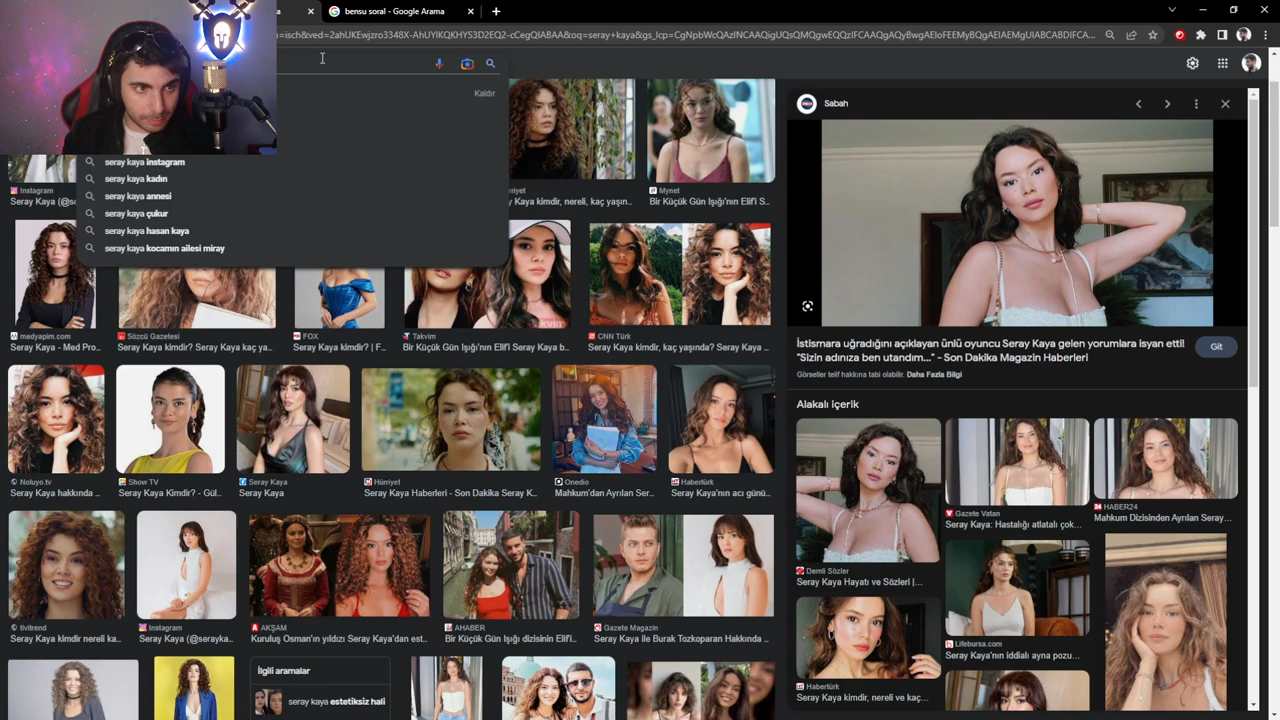 bensu soral - Google Arama
=isch&ved=2ahUKEwjzro3348X-AhUYIKQKHYS3D2EQ2-cCegQIABAA&oq=seray+kaya&gs_lcp=
Kaldır
seray kaya instagram
seray kaya kadın
seray kaya annesi
seray kaya çukur
seray kaya hasan kaya
seray kaya kocamın ailesi miray
Instagram
Seray Kaya (@se
Kaya kimdir, nereli, kaç yaşın...
Mynet
Bir Küçük Gün Işığı'nın Elif'i S...
medyapim.com
Seray Kaya - Med Pro...
Sözcü Gazetesi
Seray Kaya kimdir? Seray Kaya kaç ya...
FOX
Seray Kaya kimdir? | F...
Takvim
Bir Küçük Gün Işığı'nın Elif'i Seray Kaya b...
CNN Türk
Seray Kaya kimdir, kaç yaşında? Seray Kaya ...
Noluyo.tv
Seray Kaya hakkında ...
Show TV
Seray Kaya Kimdir? - Gül...
Seray Kaya
Seray Kaya
Hürriyet
Seray Kaya Haberleri - Son Dakika Seray K...
Onedio
Mahkum'dan Ayrılan Ser...
Habertürk
Seray Kaya'nın acı günü...
tivitrend
Seray Kaya kimdir nereli ka...
Instagram
Seray Kaya (@serayka...
AKŞAM
Kuruluş Osman'ın yıldızı Seray Kaya'dan est...
AHABER
Bir Küçük Gün Işığı dizisinin Elif'i...
Gazete Magazin
Seray Kaya ile Burak Tozkoparan Hakkında ...
İlgili aramalar
seray kaya estetiksiz hali
Sabah
İstismara uğradığını açıklayan ünlü oyuncu Seray Kaya gelen yorumlara isyan etti!
"Sizin adınıza ben utandım..." - Son Dakika Magazin Haberleri
Git
Görseller telif hakkına tabi olabilir. Daha Fazla Bilgi
Alakalı içerik
Demli Sözler
Seray Kaya Hayatı ve Sözleri |...
Gazete Vatan
Seray Kaya: Hastalığı atlatalı çok...
HABER24
Mahkum Dizisinden Ayrılan Seray...
Lifebursa.com
Seray Kaya'nın iddialı ayna pozu...
Habertürk
Seray Kaya kimdir, nereli ve kaç...